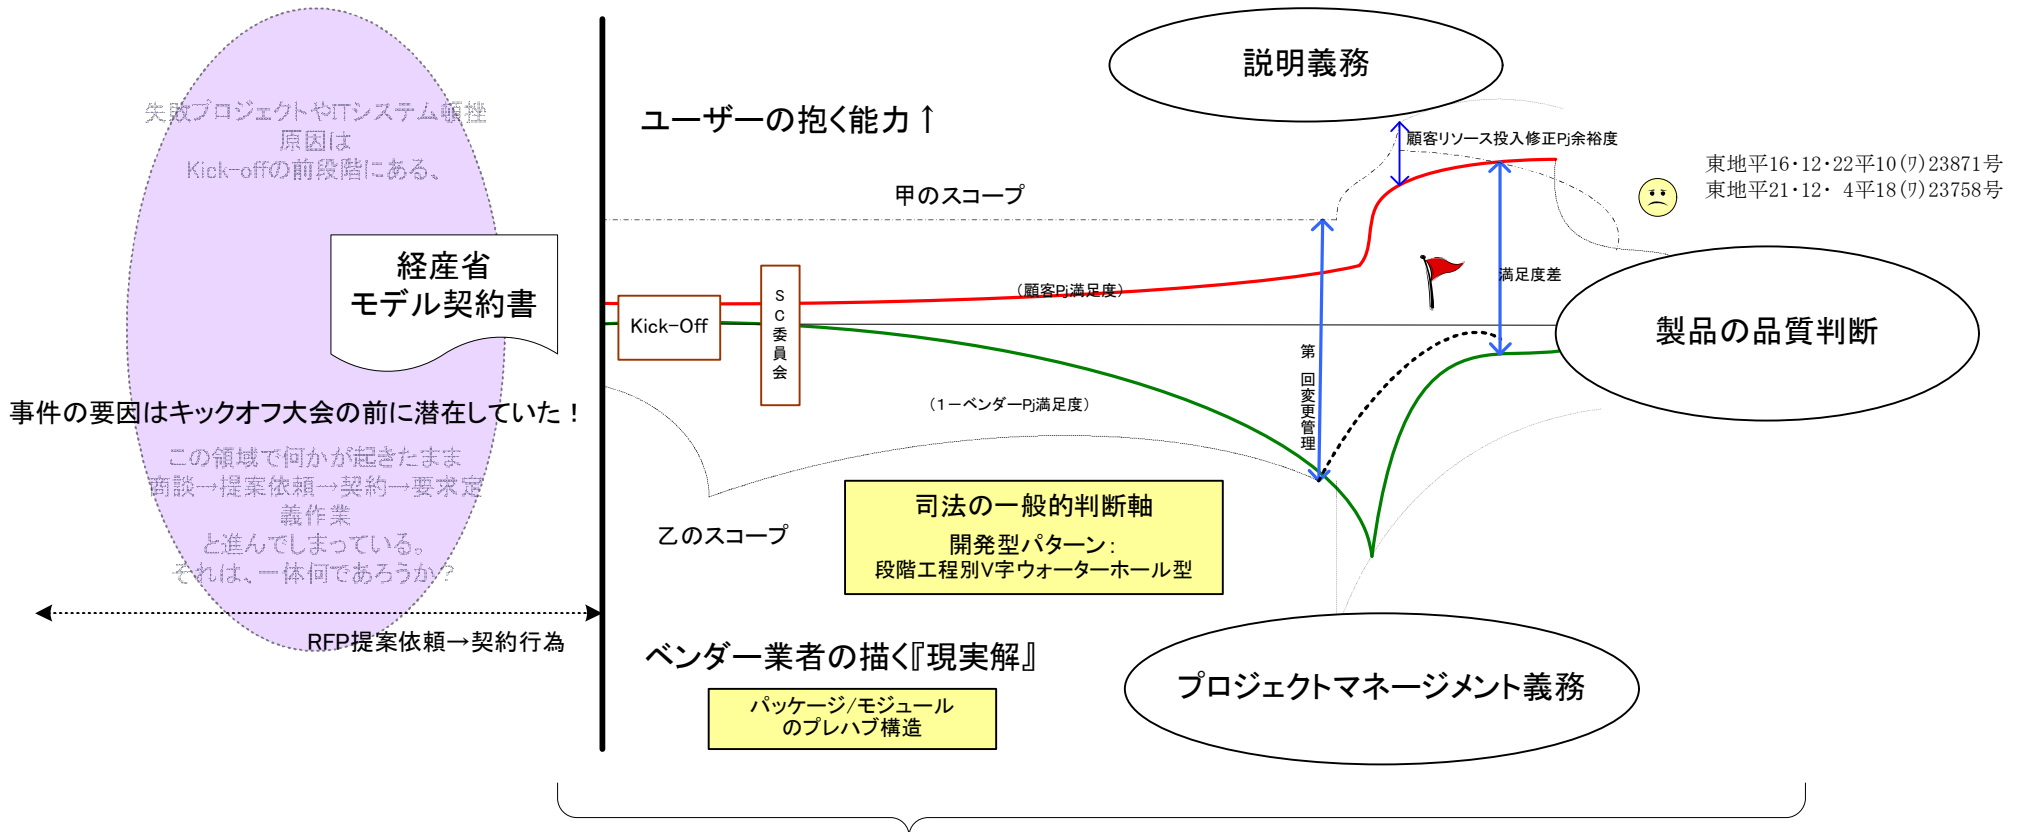 失敗プロジェクトやITシステム頓挫
原因は
Kick-offの前段階にある、
経産省
モデル契約書
事件の要因はキックオフ大会の前に潜在していた！
この領域で何かが起きたまま
商談→提案依頼→契約→要求定
義作業
と進んでしまっている。
それは、一体何であろうか？
RFP提案依頼→契約行為
ユーザーの抱く能力↑
甲のスコープ
Kick-Off
SC委員会
（顧客Pj満足度）
（1－ベンダーPj満足度）
乙のスコープ
司法の一般的判断軸
開発型パターン：
段階工程別V字ウォーターホール型
ベンダー業者の描く『現実解』
パッケージ/モジュール
のプレハブ構造
説明義務
顧客リソース投入修正Pj余裕度
満足度差
第　回変更管理
東地平16・12・22平10(ﾜ)23871号
東地平21・12・ 4平18(ﾜ)23758号
製品の品質判断
プロジェクトマネージメント義務